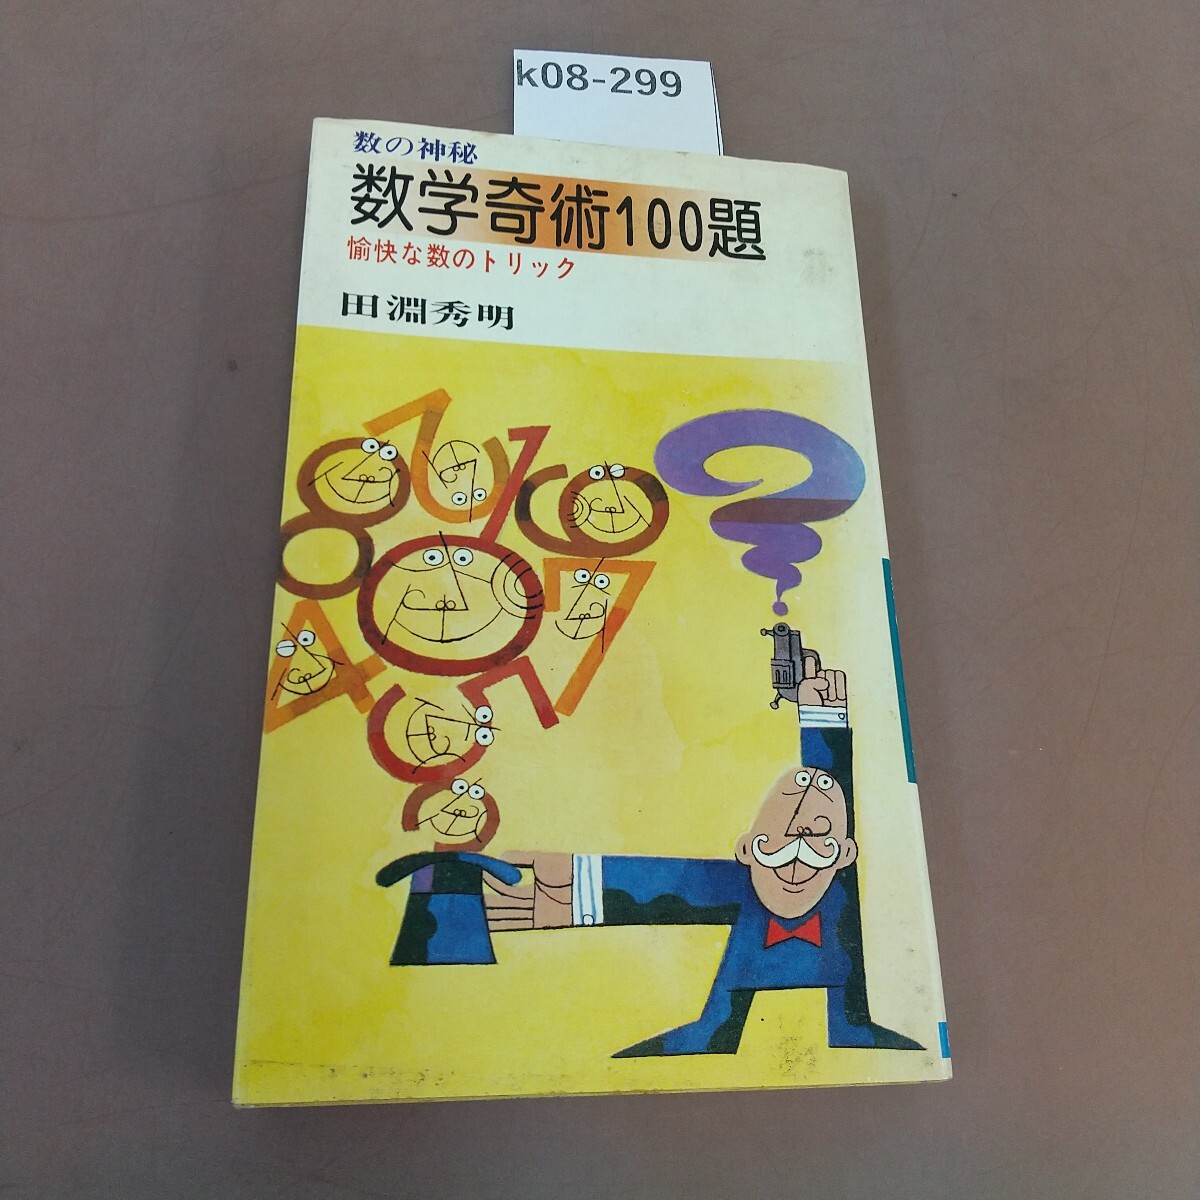 k08-299
数の神秘
数学奇術100題
愉快な数のトリック
田淵秀明